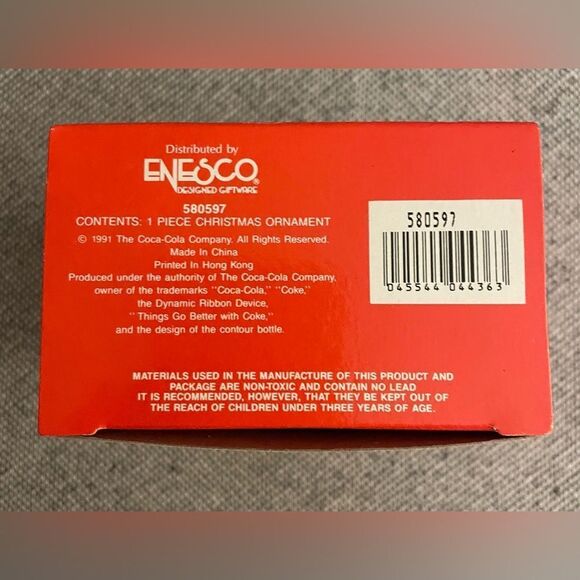 Distributed by
ENESCO®
DESIGNED GIFTWARE
580597
CONTENTS: 1 PIECE CHRISTMAS ORNAMENT
© 1991 The Coca-Cola Company. All Rights Reserved.
Made In China
Printed In Hong Kong
Produced under the authority of The Coca-Cola Company,
owner of the trademarks "Coca-Cola," "Coke,"
the Dynamic Ribbon Device,
"Things Go Better with Coke,"
and the design of the contour bottle.
580597
045544 044363
MATERIALS USED IN THE MANUFACTURE OF THIS PRODUCT AND
PACKAGE ARE NON-TOXIC AND CONTAIN NO LEAD
IT IS RECOMMENDED, HOWEVER, THAT THEY BE KEPT OUT OF
THE REACH OF CHILDREN UNDER THREE YEARS OF AGE.